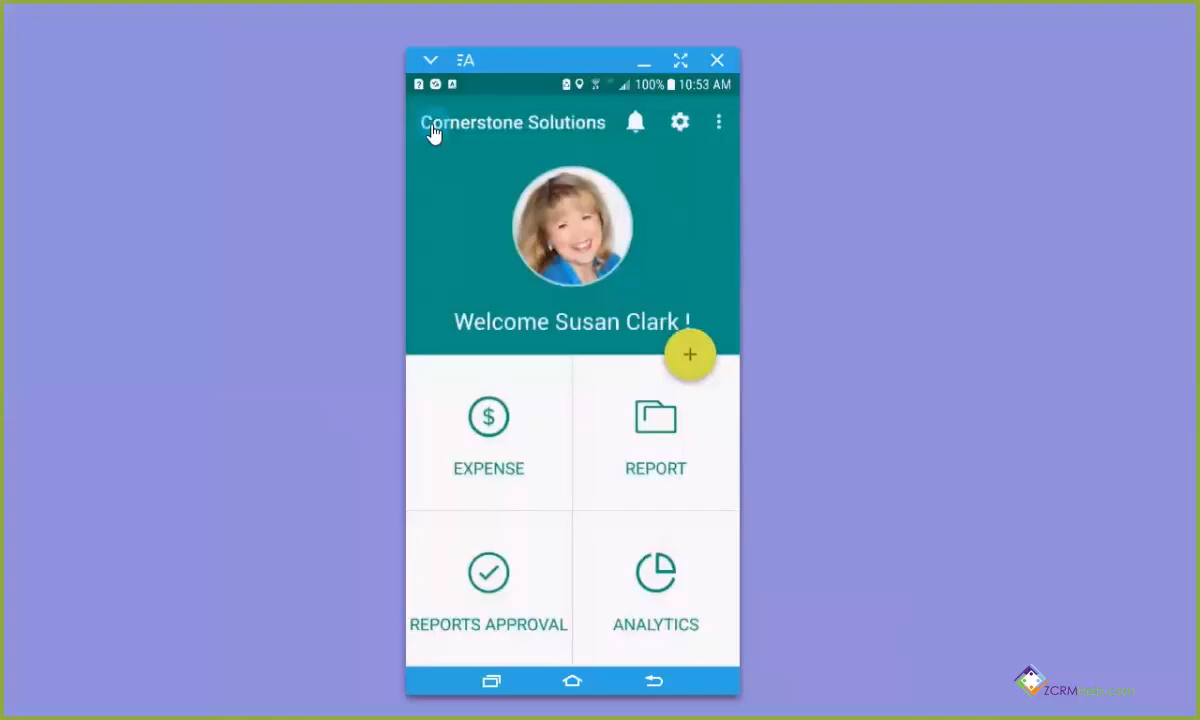 100% 10:53 AM
Cornerstone Solutions
Welcome Susan Clark !
EXPENSE
REPORT
REPORTS APPROVAL
ANALYTICS
ZCRMHelp.com